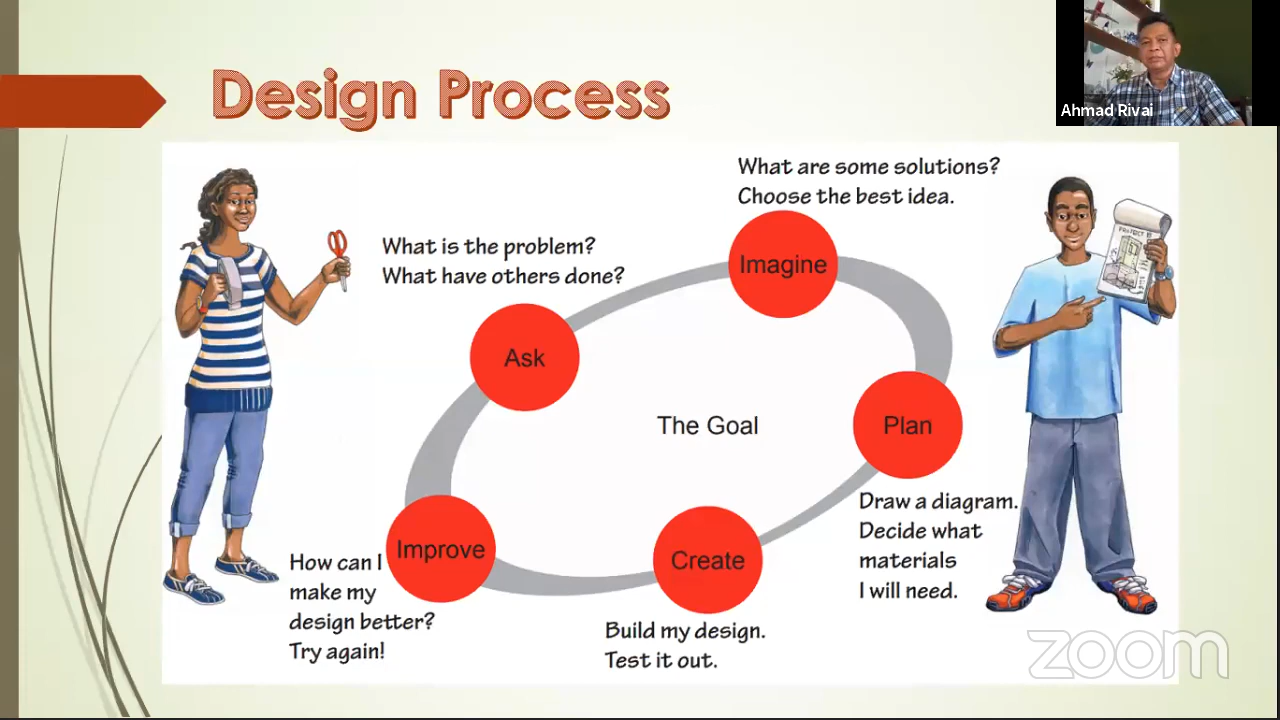 Design Process
Ahmad Rivai
What are some solutions?
Choose the best idea.
Imagine
What is the problem?
What have others done?
Ask
The Goal
Plan
Draw a diagram.
Decide what
materials
I will need.
Create
Build my design.
Test it out.
Improve
How can I
make my
design better?
Try again!
zoom